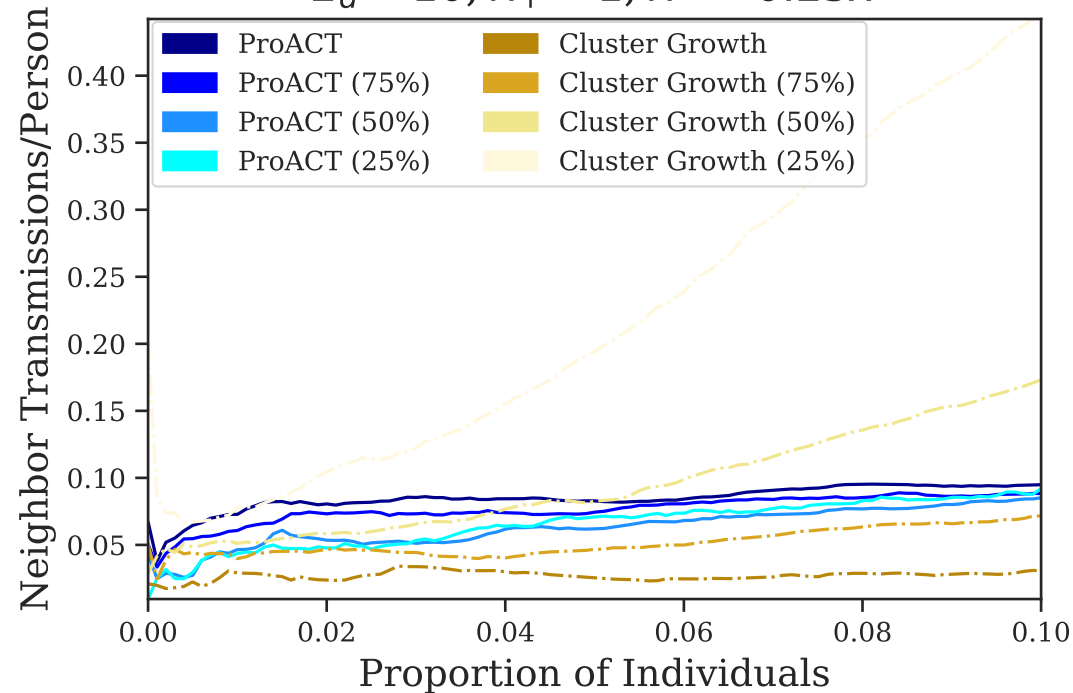 ProACT
ProACT (75%)
ProACT (50%)
ProACT (25%)
Cluster Growth
Cluster Growth (75%)
Cluster Growth (50%)
Cluster Growth (25%)
Neighbor Transmissions/Person
0.40
0.35
0.30
0.25
0.20
0.15
0.10
0.05
0.00 0.02 0.04 0.06 0.08 0.10
Proportion of Individuals